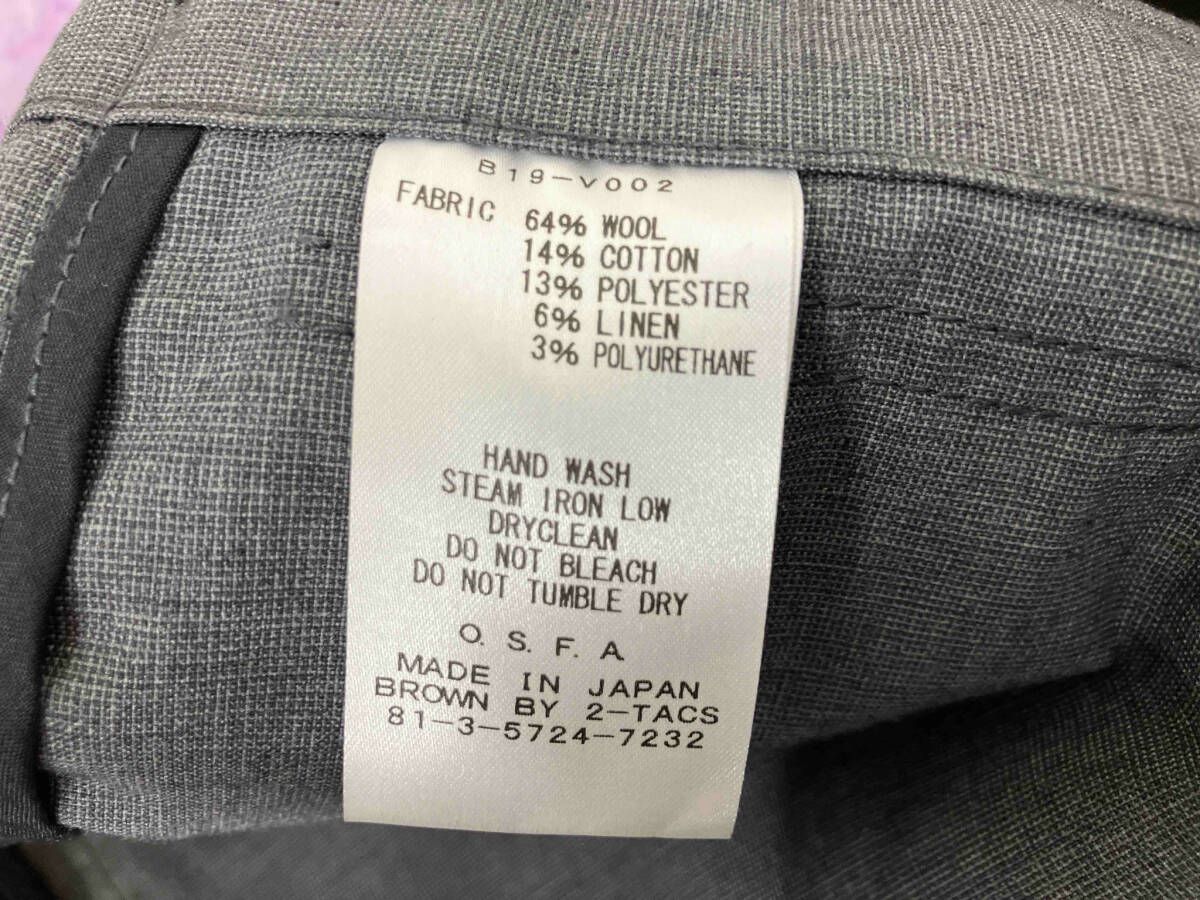 B19-V002
FABRIC 64% WOOL
14% COTTON
13% POLYESTER
6% LINEN
3% POLYURETHANE
HAND WASH
STEAM IRON LOW
DRYCLEAN
DO NOT BLEACH
DO NOT TUMBLE DRY
O. S. F. A
MADE IN JAPAN
BROWN BY 2-TACS
81-3-5724-7232